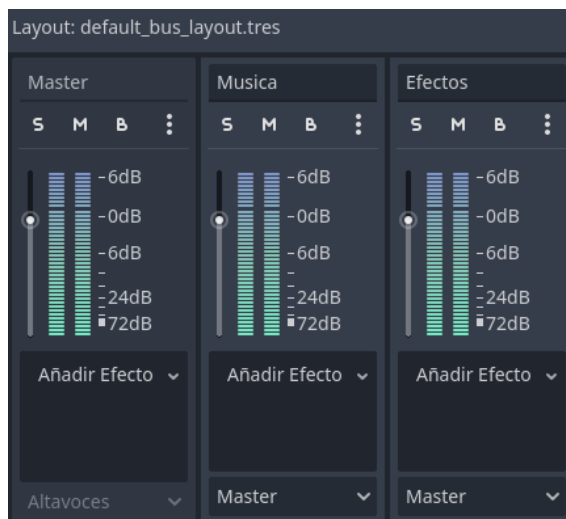 Layout: default_bus_layout.tres
Master
S M B
-6dB
-0dB
-6dB
-24dB
72dB
Añadir Efecto
Altavoces
Musica
S M B
-6dB
-0dB
-6dB
-24dB
72dB
Añadir Efecto
Master
Efectos
S M B
-6dB
-0dB
-6dB
-24dB
72dB
Añadir Efecto
Master